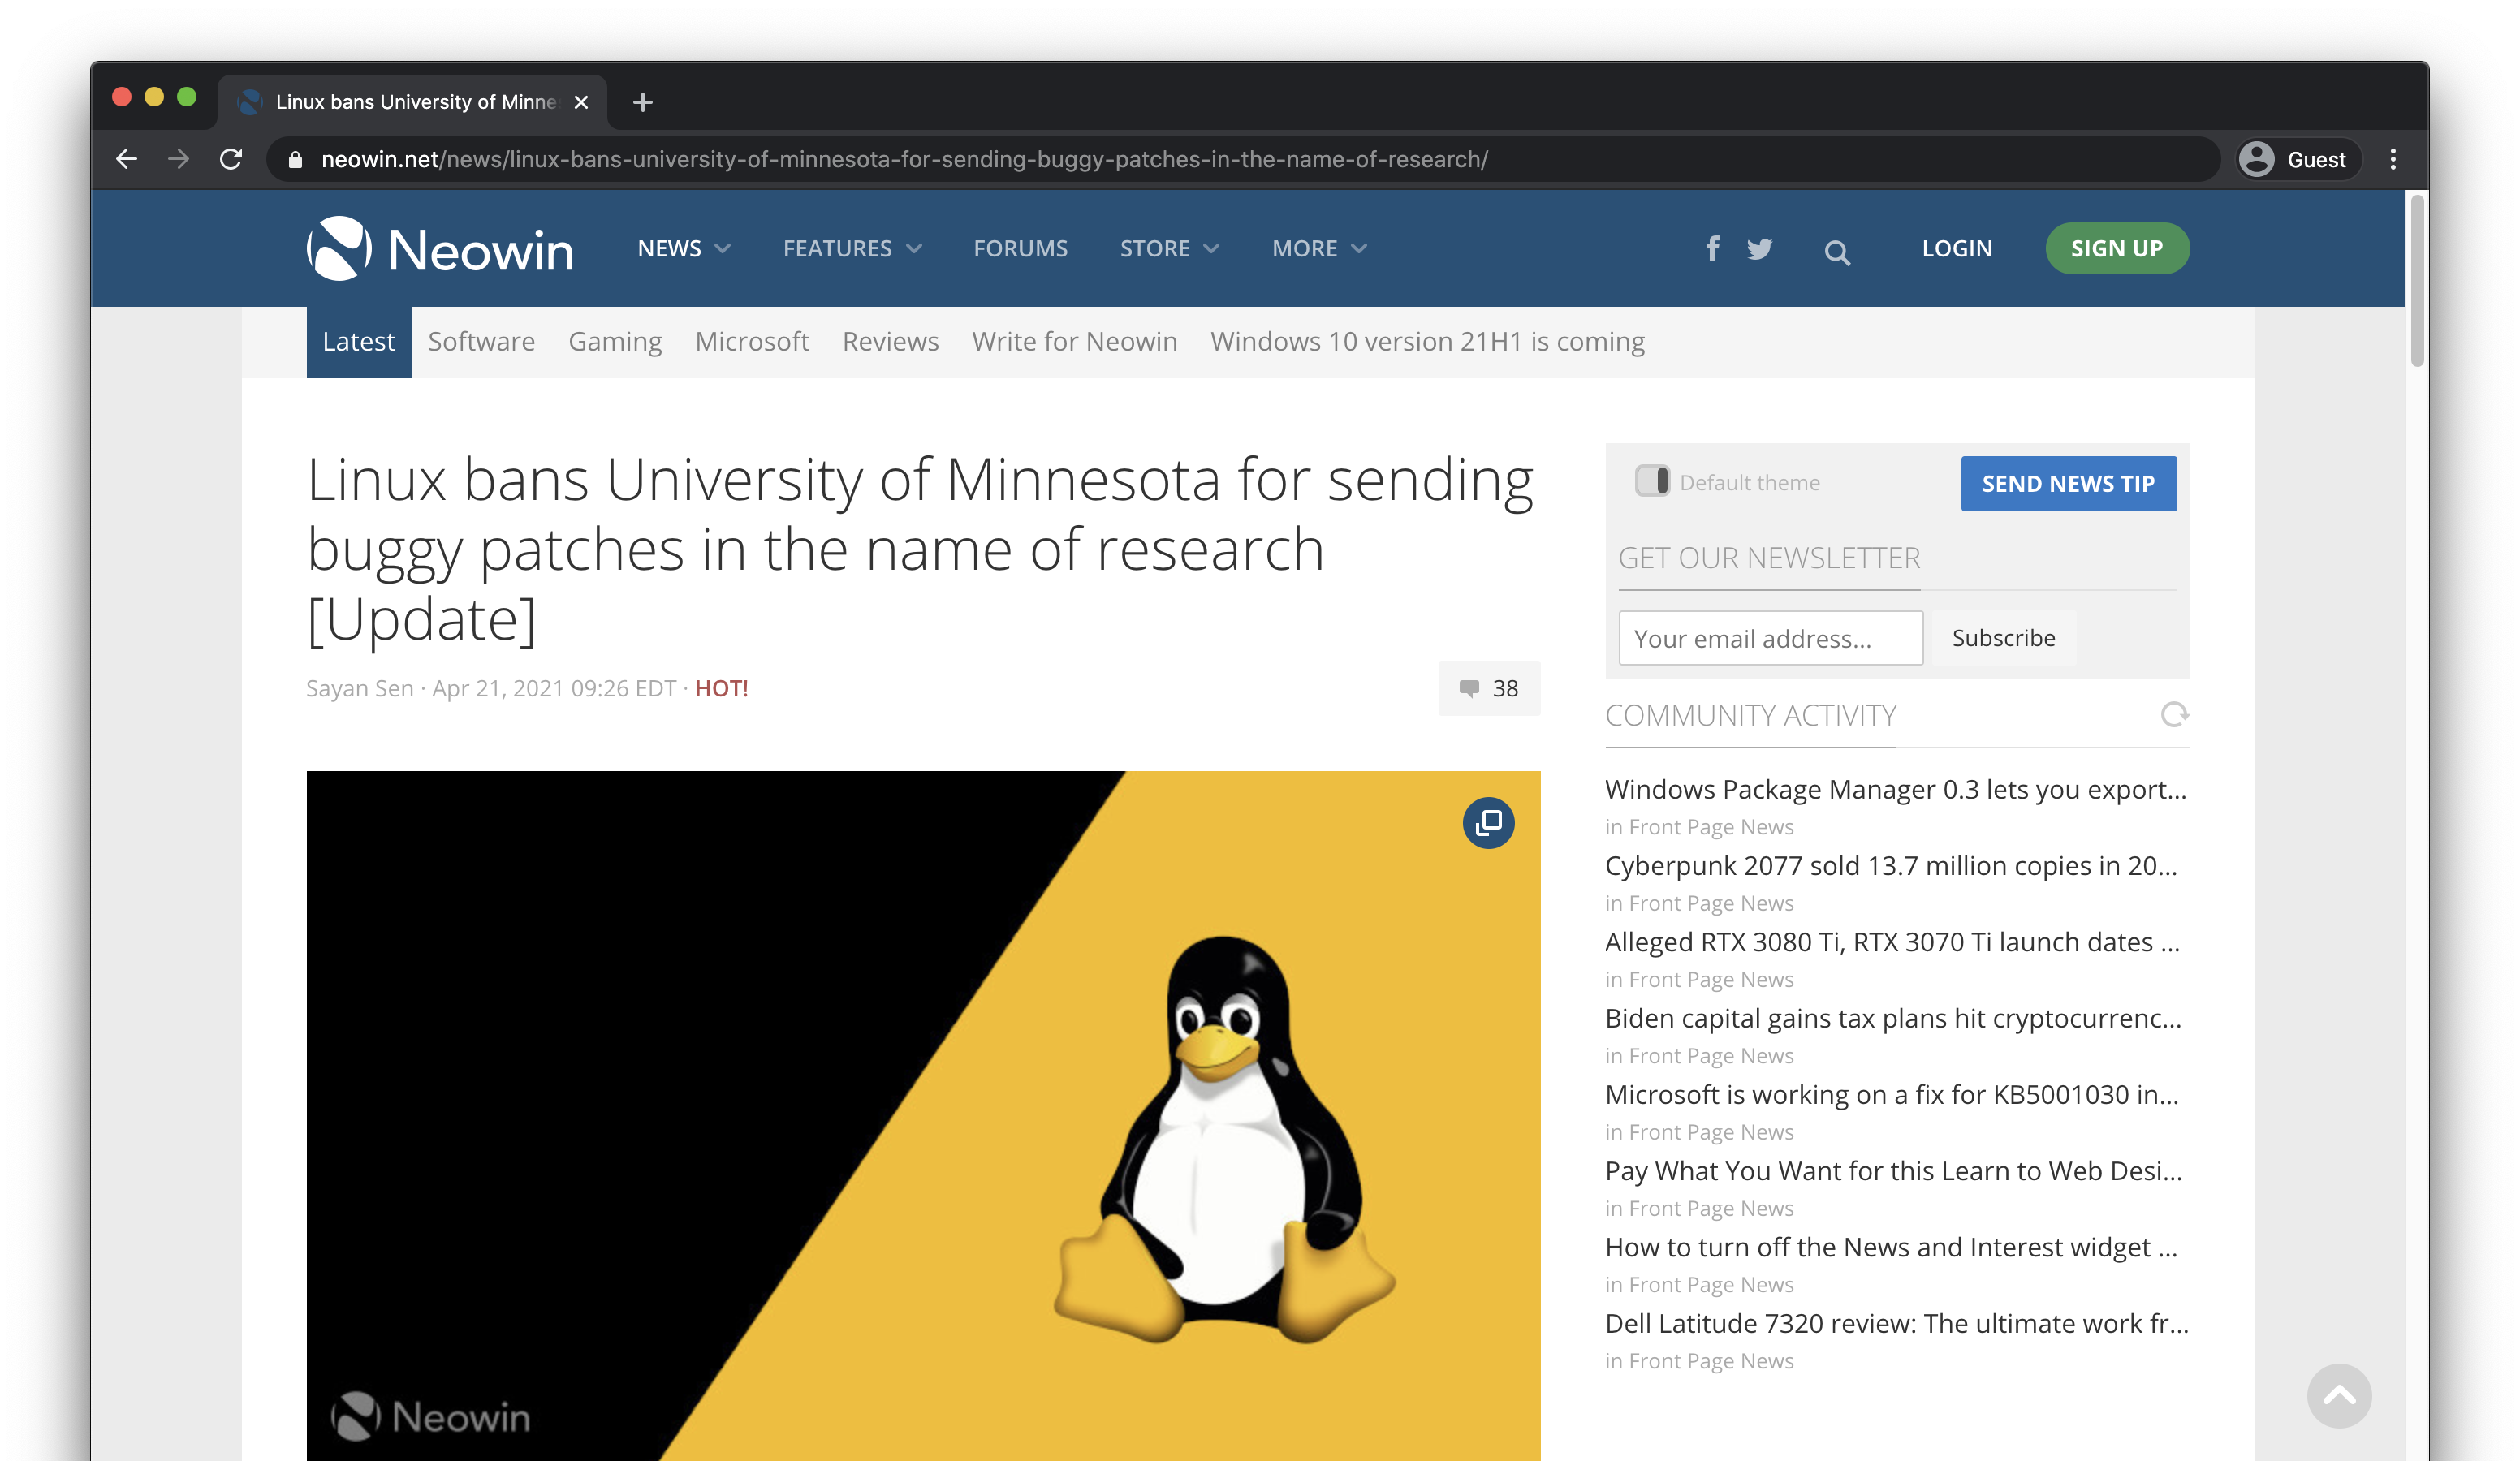 Linux bans University of Minne
neowin.net/news/linux-bans-university-of-minnesota-for-sending-buggy-patches-in-the-name-of-research/
Guest
Neowin
NEWS
FEATURES
FORUMS
STORE
MORE
LOGIN
SIGN UP
Latest
Software
Gaming
Microsoft
Reviews
Write for Neowin
Windows 10 version 21H1 is coming
Linux bans University of Minnesota for sending
buggy patches in the name of research
[Update]
Sayan Sen · Apr 21, 2021 09:26 EDT · HOT!
38
Neowin
Default theme
SEND NEWS TIP
GET OUR NEWSLETTER
Your email address...
Subscribe
COMMUNITY ACTIVITY
Windows Package Manager 0.3 lets you export...
in Front Page News
Cyberpunk 2077 sold 13.7 million copies in 20...
in Front Page News
Alleged RTX 3080 Ti, RTX 3070 Ti launch dates ...
in Front Page News
Biden capital gains tax plans hit cryptocurrenc...
in Front Page News
Microsoft is working on a fix for KB5001030 in...
in Front Page News
Pay What You Want for this Learn to Web Desi...
in Front Page News
How to turn off the News and Interest widget ...
in Front Page News
Dell Latitude 7320 review: The ultimate work fr...
in Front Page News